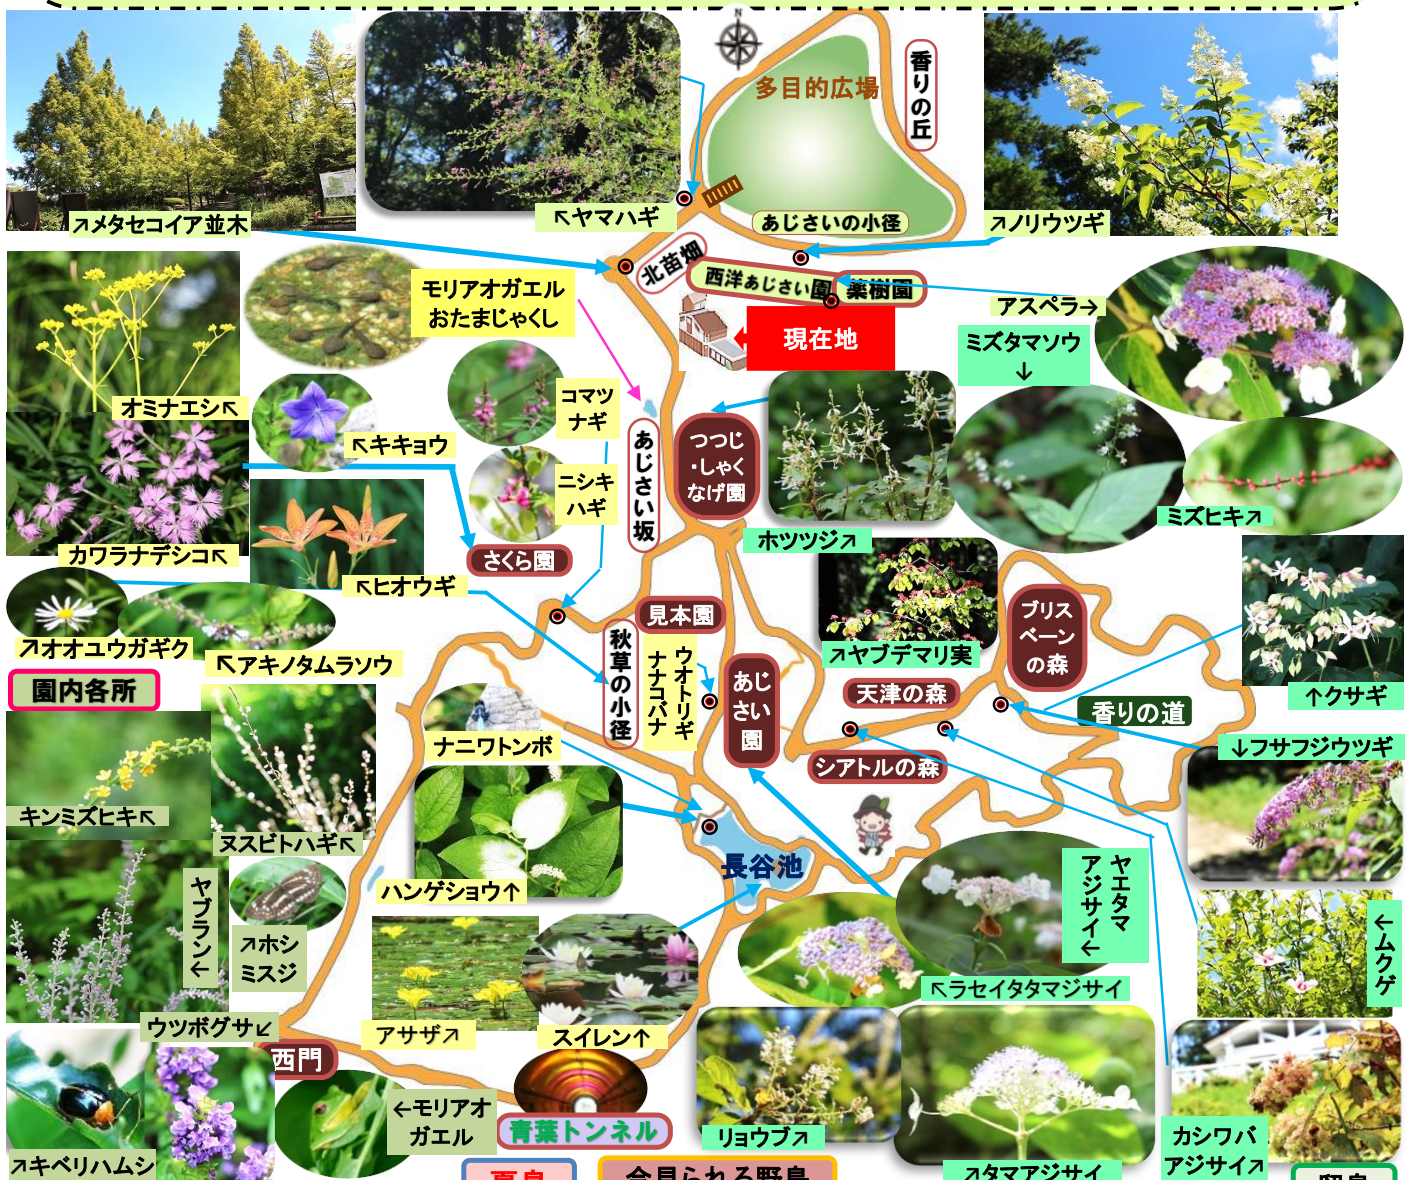 N
多目的広場
香りの丘
↗メタセコイア並木
↖ヤマハギ
あじさいの小径
↗ノリウツギ
北苗畑
西洋あじさい園
薬樹園
モリアオガエル
おたまじゃくし
アスペラ→
現在地
ミズタマソウ
↓
オミナエシ↖
コマツ
ナギ
↖キキョウ
あじさい坂
つつじ
・しゃく
なげ園
ニシキ
ハギ
ミズヒキ↗
カワラナデシコ↖
さくら園
ホツツジ↗
↖ヒオウギ
見本園
ブリス
ベーン
の森
↗オオユウガギク
↖アキノタムラソウ
秋草の小径
ウオトリギ
ナナコバナ
あじ
さい
園
↗ヤブデマリ実
天津の森
↑クサギ
園内各所
香りの道
ナニワトンボ
シアトルの森
↓フサフジウツギ
キンミズヒキ↖
ヌスビトハギ↖
長谷池
ハンゲショウ↑
ヤエタマ
アジサイ←
ヤブラン←
↗ホシ
ミスジ
←ムクゲ
↖ラセイタタマジサイ
ウツボグサ↙
アサザ↗
スイレン↑
西門
←モリアオ
ガエル
青葉トンネル
リョウブ↗
カシワバ
アジサイ↗
↗キベリハムシ
↗タマアジサイ
夏鳥
今見られる野鳥
留鳥